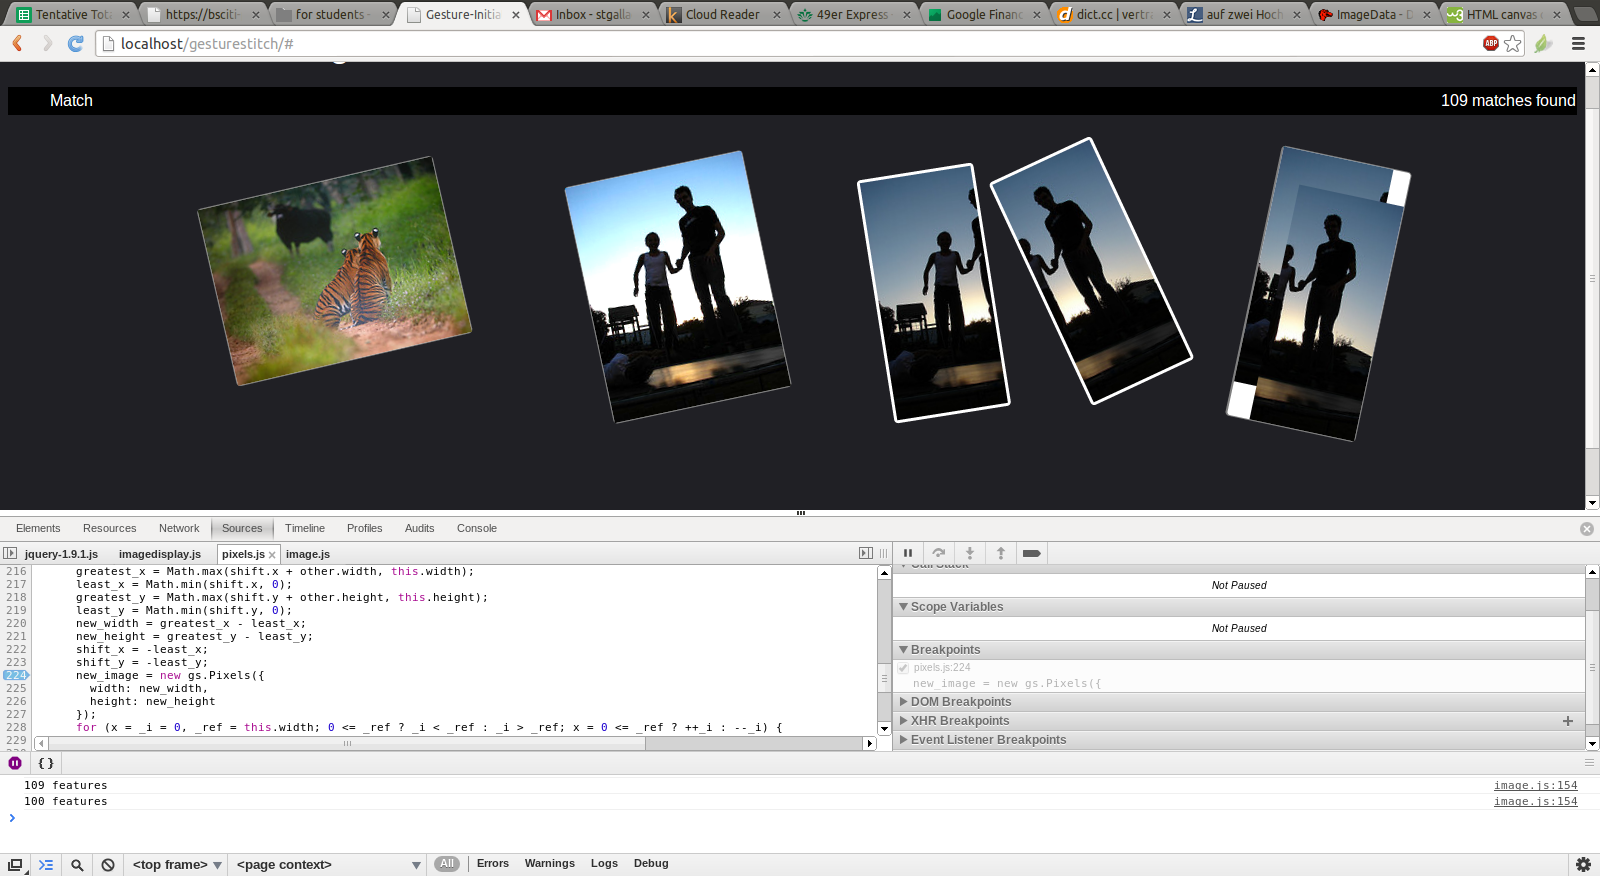 Tentative Tota
https://bsciti-
for students -
Gesture-Initia
Inbox - stgalla
Cloud Reader
49er Express
Google Financ
dict.cc | vertra
auf zwei Hoch
ImageData - D
HTML canvas
localhost/gesturestitch/#
ABP
Match
109 matches found
Elements Resources Network Sources Timeline Profiles Audits Console
jquery-1.9.1.js imagedisplay.js pixels.js image.js
216 greatest_x = Math.max(shift.x + other.width, this.width);
217 least_x = Math.min(shift.x, 0);
218 greatest_y = Math.max(shift.y + other.height, this.height);
219 least_y = Math.min(shift.y, 0);
220 new_width = greatest_x - least_x;
221 new_height = greatest_y - least_y;
222 shift_x = -least_x;
223 shift_y = -least_y;
224 new_image = new gs.Pixels({
225 width: new_width,
226 height: new_height
227 });
228 for (x = _i = 0, _ref = this.width; 0 <= _ref ? _i < _ref : _i > _ref; x = 0 <= _ref ? ++_i : --_i) {
229
Call Stack
Not Paused
Scope Variables
Not Paused
Breakpoints
pixels.js:224
new_image = new gs.Pixels({
DOM Breakpoints
XHR Breakpoints
Event Listener Breakpoints
{ }
109 features image.js:154
100 features image.js:154
<top frame> <page context> All Errors Warnings Logs Debug